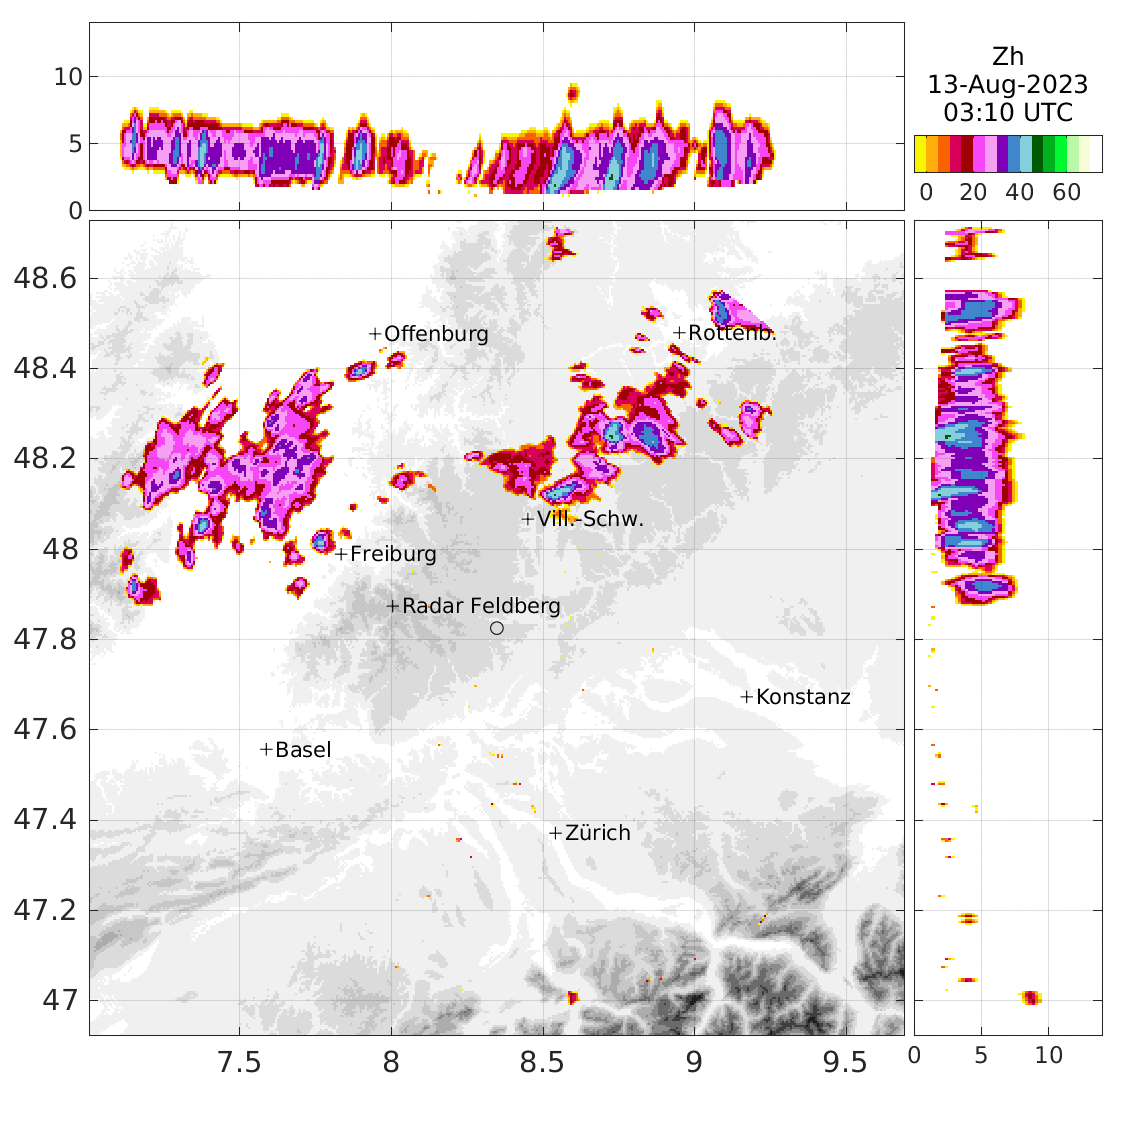 Zh
13-Aug-2023
03:10 UTC
0 20 40 60
10
5
0
48.6
48.4
48.2
48
47.8
47.6
47.4
47.2
47
Offenburg
Rottenb.
Vill.-Schw.
Freiburg
Radar Feldberg
Konstanz
Basel
Zürich
7.5 8 8.5 9 9.5
0 5 10